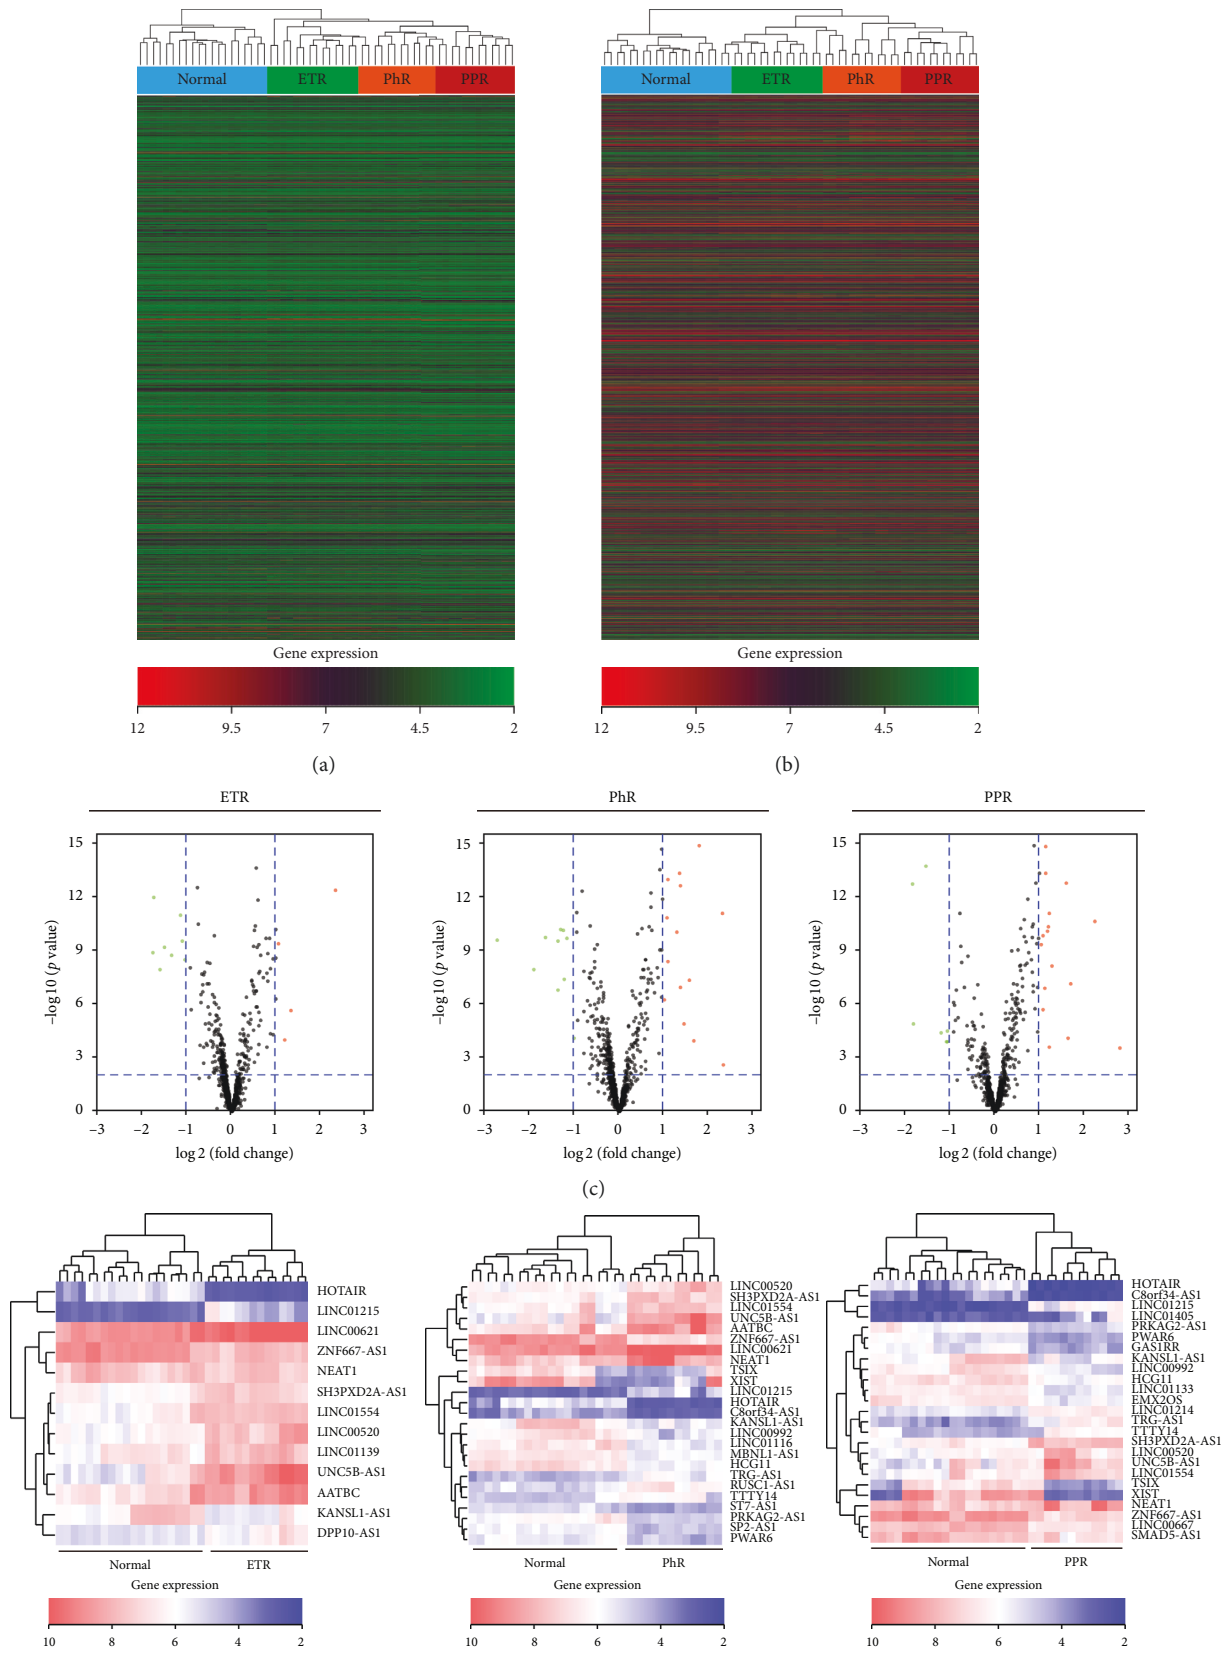 Normal ETR PhR PPR
Normal ETR PhR PPR
Gene expression
12 9.5 7 4.5 2
(a)
Gene expression
12 9.5 7 4.5 2
(b)
ETR
15
12
9
6
3
0
–log10 (p value)
–3 –2 –1 0 1 2 3
log 2 (fold change)
PhR
15
12
9
6
3
0
–log10 (p value)
–3 –2 –1 0 1 2 3
log 2 (fold change)
PPR
15
12
9
6
3
0
–log10 (p value)
–3 –2 –1 0 1 2 3
log 2 (fold change)
(c)
HOTAIR
LINC01215
LINC00621
ZNF667-AS1
NEAT1
SH3PXD2A-AS1
LINC01554
LINC00520
LINC01139
UNC5B-AS1
AATBC
KANSL1-AS1
DPP10-AS1
Normal ETR
Gene expression
10 8 6 4 2
LINC00520
SH3PXD2A-AS1
LINC01554
UNC5B-AS1
AATBC
ZNF667-AS1
LINC00621
NEAT1
TSIX
XIST
LINC01215
HOTAIR
C8orf34-AS1
KANSL1-AS1
LINC00992
LINC01116
MBNL1-AS1
HCG11
TRG-AS1
RUSC1-AS1
TTTY14
ST7-AS1
PRKAG2-AS1
SP2-AS1
PWAR6
Normal PhR
Gene expression
10 8 6 4 2
HOTAIR
C8orf34-AS1
LINC01215
LINC01405
PRKAG2-AS1
PWAR6
GAS1RR
KANSL1-AS1
LINC00992
HCG11
LINC01133
EMX2OS
LINC01214
TRG-AS1
TTTY14
SH3PXD2A-AS1
LINC00520
UNC5B-AS1
LINC01554
TSIX
XIST
NEAT1
ZNF667-AS1
LINC00667
SMAD5-AS1
Normal PPR
Gene expression
10 8 6 4 2